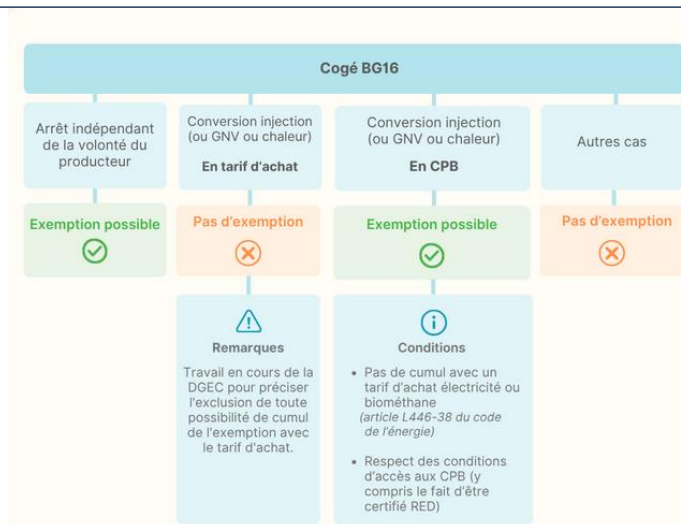 Cogé BG16
Arrêt indépendant
de la volonté du
producteur
Exemption possible
Conversion injection
(ou GNV ou chaleur)
En tarif d'achat
Pas d'exemption
Remarques
Travail en cours de la
DGEC pour préciser
l'exclusion de toute
possibilité de cumul
de l'exemption avec
le tarif d'achat.
Conversion injection
(ou GNV ou chaleur)
En CPB
Exemption possible
Conditions
• Pas de cumul avec un
tarif d'achat électricité ou
biométhane
(article L446-38 du code
de l'énergie)
• Respect des conditions
d'accès aux CPB (y
compris le fait d'être
certifié RED)
Autres cas
Pas d'exemption